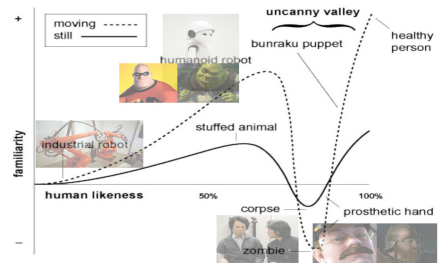 +
moving
still
uncanny valley
bunraku puppet
healthy
person
humanoid robot
stuffed animal
industrial robot
familiarity
human likeness
50%
100%
corpse
prosthetic hand
zombie
–